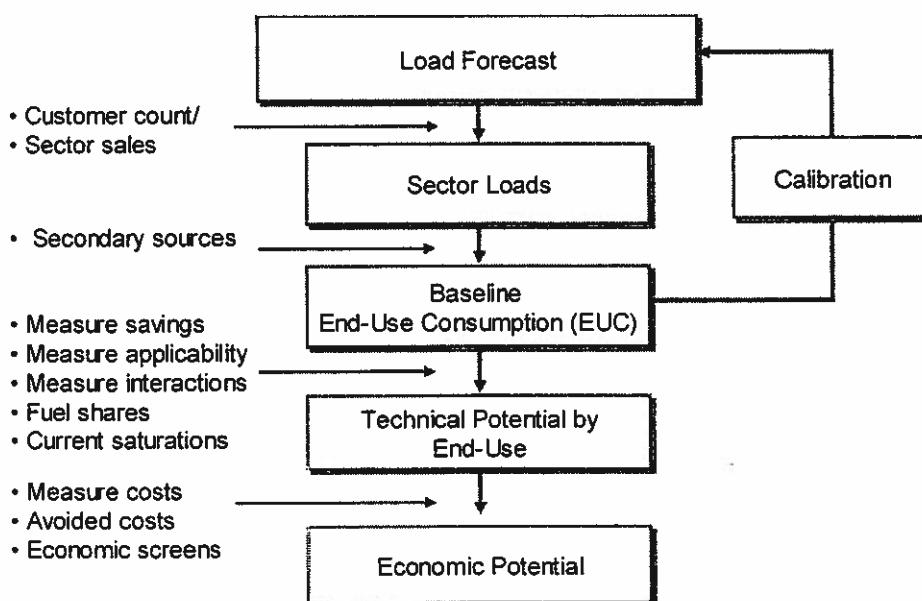 Load Forecast
• Customer count/
• Sector sales
Sector Loads
Calibration
• Secondary sources
Baseline
End-Use Consumption (EUC)
• Measure savings
• Measure applicability
• Measure interactions
• Fuel shares
• Current saturations
Technical Potential by
End-Use
• Measure costs
• Avoided costs
• Economic screens
Economic Potential